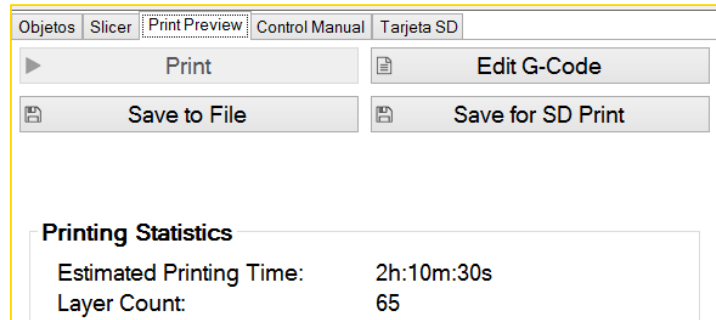 Objetos Slicer Print Preview Control Manual Tarjeta SD
Print Edit G-Code
Save to File Save for SD Print
Printing Statistics
Estimated Printing Time: 2h:10m:30s
Layer Count: 65